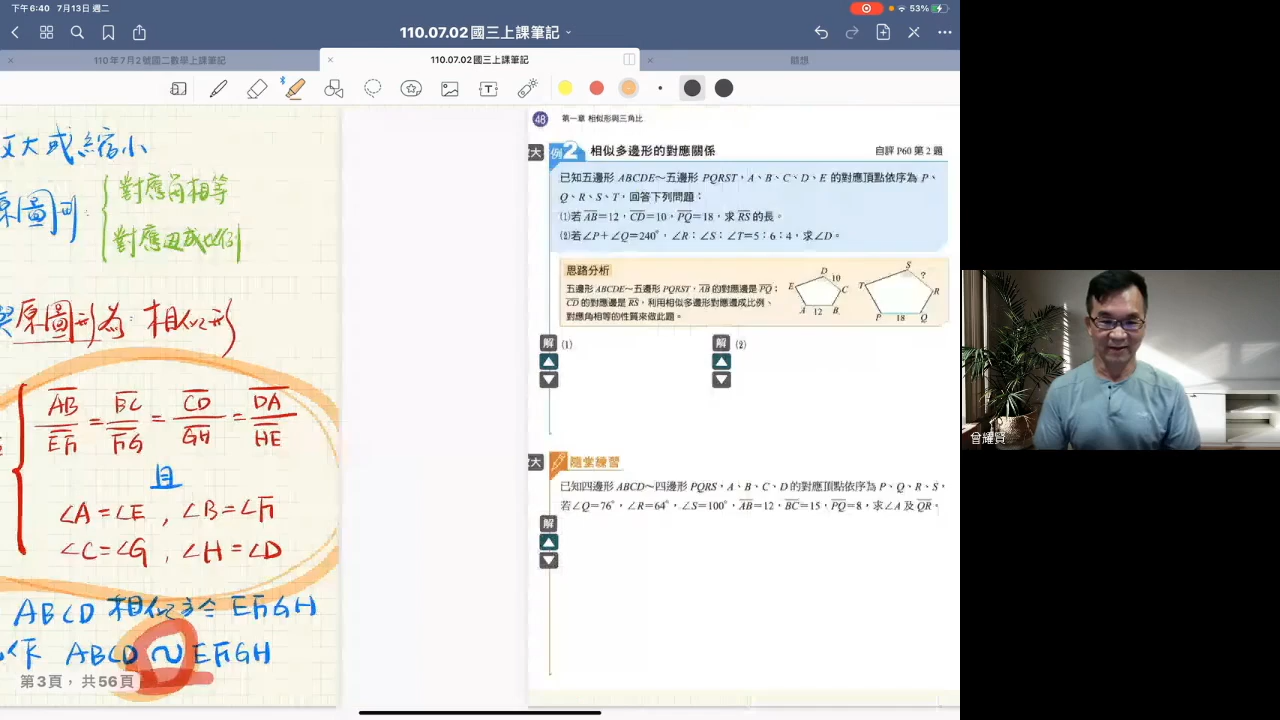 下午6:40 7月13日 週二
53%
110.07.02國三上課筆記
110年7月2號國二數學上課筆記
110.07.02國三上課筆記
隨想
大或縮小
原圖同:
對應角相等
對應邊成比例
原圖形為:相似形
AB/EF = BC/FG = CD/GH = DA/HE
且
∠A=∠E,∠B=∠F
∠C=∠G,∠H=∠D
ABCD 相似於 EFGH
ABCD ~ EFGH
第3頁,共56頁
48 第一章 相似形與三角比
大
例2 相似多邊形的對應關係
自評 P60 第 2 題
已知五邊形 ABCDE~五邊形 PQRST,A、B、C、D、E 的對應頂點依序為 P、
Q、R、S、T,回答下列問題:
(1)若 AB=12,CD=10,PQ=18,求 RS 的長。
(2)若∠P+∠Q=240°,∠R:∠S:∠T=5:6:4,求∠D。
思路分析
五邊形 ABCDE~五邊形 PQRST,AB 的對應邊是 PQ;
CD 的對應邊是 RS,利用相似多邊形對應邊成比例、
對應角相等的性質來做此題。
D 10 E C A 12 B
S ? T R P 18 Q
解 (1)
解 (2)
大
隨堂練習
已知四邊形 ABCD~四邊形 PQRS,A、B、C、D 的對應頂點依序為 P、Q、R、S,
若∠Q=76°,∠R=64°,∠S=100°,AB=12,BC=15,PQ=8,求∠A 及 QR。
解
曾耀賢